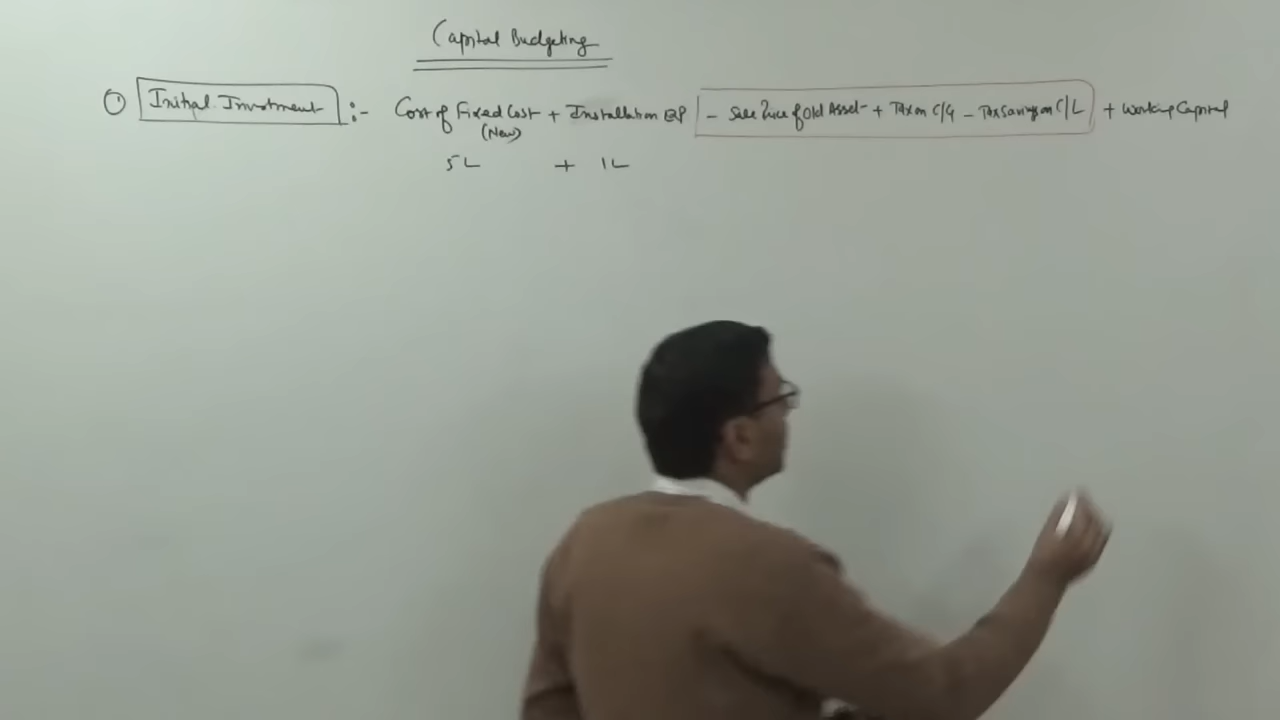 Capital Budgeting
① Initial Investment :- Cost of Fixed Cost + Installation Exp - Sale Price of Old Asset + Tax on C/G - Tax Saving on C/L + Working Capital
(New)
5L + 1L